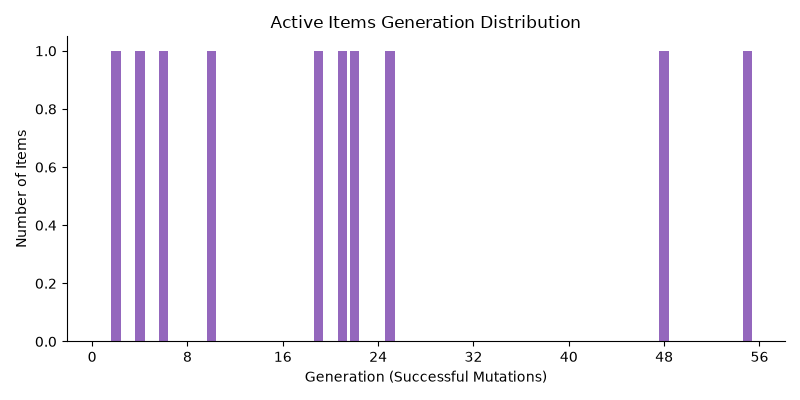 Active Items Generation Distribution
1.0
0.8
0.6
0.4
0.2
0.0
Number of Items
0 8 16 24 32 40 48 56
Generation (Successful Mutations)